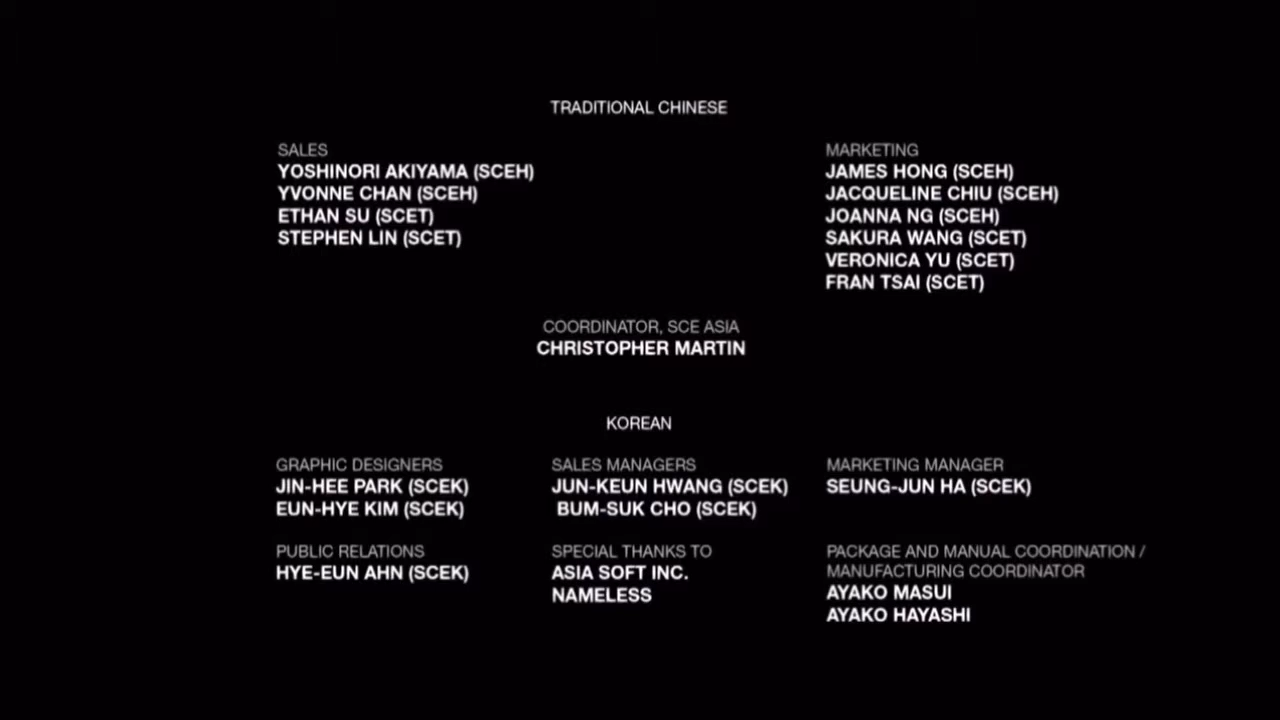 TRADITIONAL CHINESE
SALES
YOSHINORI AKIYAMA (SCEH)
YVONNE CHAN (SCEH)
ETHAN SU (SCET)
STEPHEN LIN (SCET)
MARKETING
JAMES HONG (SCEH)
JACQUELINE CHIU (SCEH)
JOANNA NG (SCEH)
SAKURA WANG (SCET)
VERONICA YU (SCET)
FRAN TSAI (SCET)
COORDINATOR, SCE ASIA
CHRISTOPHER MARTIN
KOREAN
GRAPHIC DESIGNERS
JIN-HEE PARK (SCEK)
EUN-HYE KIM (SCEK)
SALES MANAGERS
JUN-KEUN HWANG (SCEK)
BUM-SUK CHO (SCEK)
MARKETING MANAGER
SEUNG-JUN HA (SCEK)
PUBLIC RELATIONS
HYE-EUN AHN (SCEK)
SPECIAL THANKS TO
ASIA SOFT INC.
NAMELESS
PACKAGE AND MANUAL COORDINATION /
MANUFACTURING COORDINATOR
AYAKO MASUI
AYAKO HAYASHI